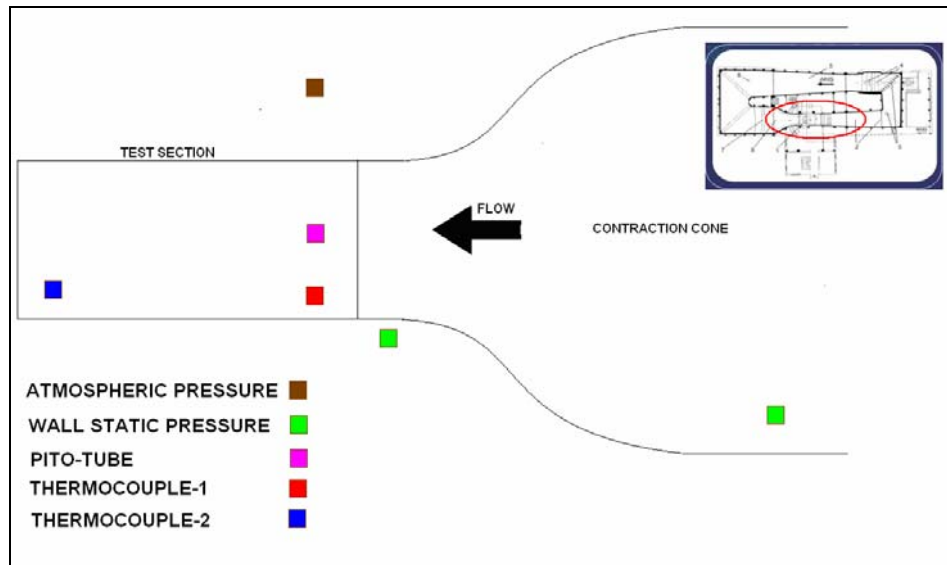 TEST SECTION
FLOW
CONTRACTION CONE
ATMOSPHERIC PRESSURE
WALL STATIC PRESSURE
PITO-TUBE
THERMOCOUPLE-1
THERMOCOUPLE-2